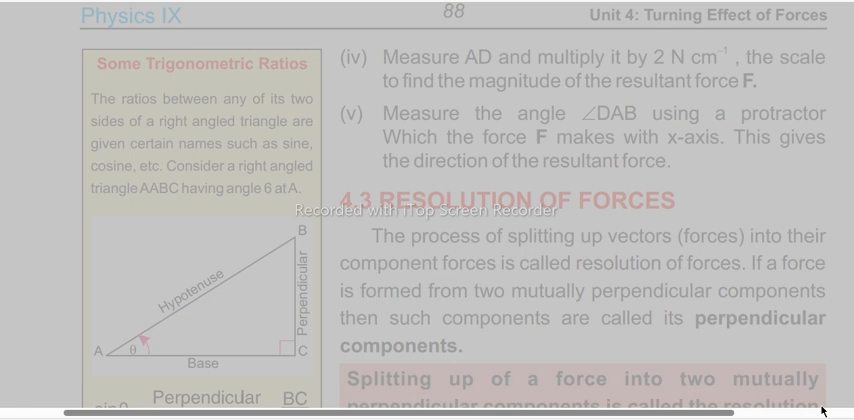 Physics IX
88
Unit 4: Turning Effect of Forces
Some Trigonometric Ratios
The ratios between any of its two
sides of a right angled triangle are
given certain names such as sine,
cosine, etc. Consider a right angled
triangle AABC having angle 6 at A.
B
Hypotenuse
Perpendicular
A
θ
C
Base
sinθ
Perpendicular
BC
(iv) Measure AD and multiply it by 2 N cm⁻¹ , the scale
to find the magnitude of the resultant force F.
(v) Measure the angle ∠DAB using a protractor
Which the force F makes with x-axis. This gives
the direction of the resultant force.
4.3 RESOLUTION OF FORCES
Recorded with iTop Screen Recorder
The process of splitting up vectors (forces) into their
component forces is called resolution of forces. If a force
is formed from two mutually perpendicular components
then such components are called its perpendicular
components.
Splitting up of a force into two mutually
perpendicular components is called the resolution